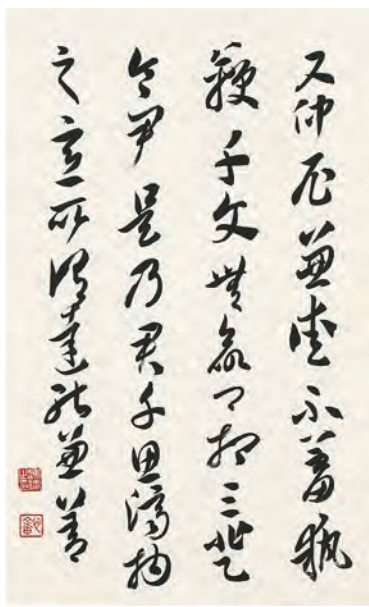 又仲尼兼愛不羞執
鞭子文無欲卿相三登
令尹是乃君子思濟物
之意所謂達能兼善